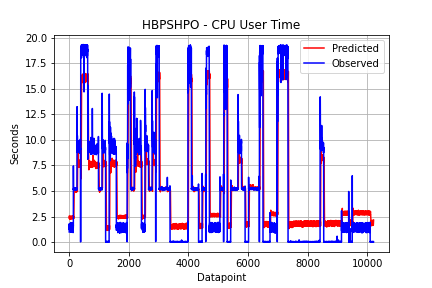 HBPSHPO - CPU User Time
Predicted
Observed
20.0
17.5
15.0
12.5
10.0
7.5
5.0
2.5
0.0
Seconds
0 2000 4000 6000 8000 10000
Datapoint